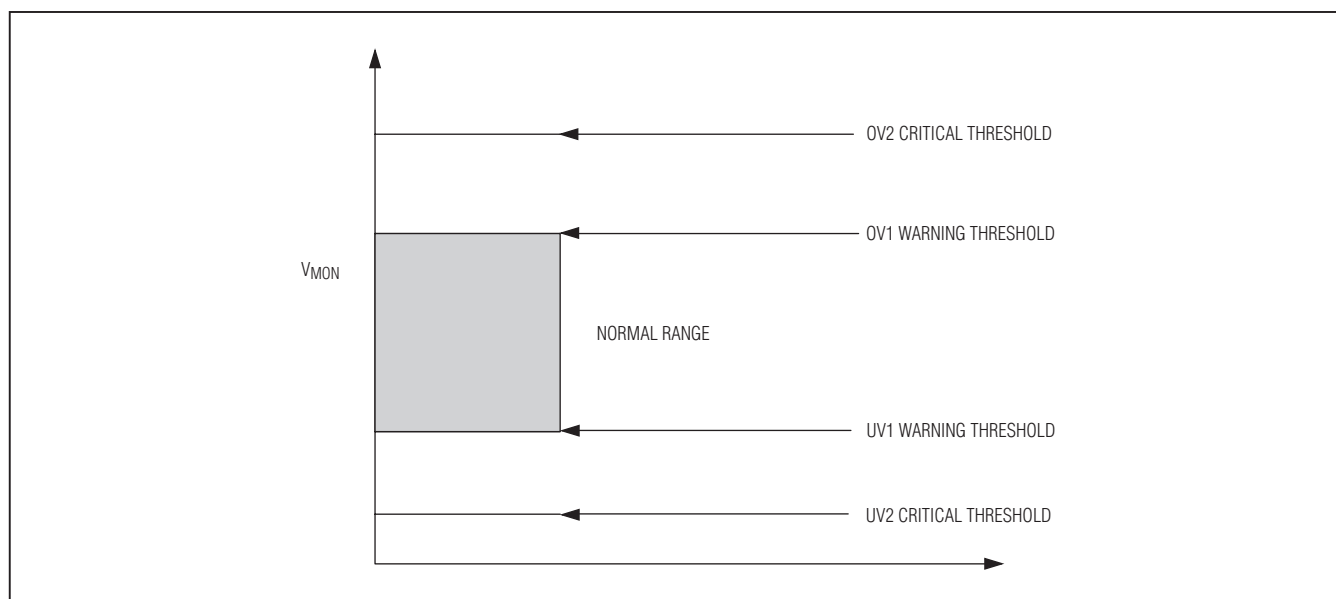 OV2 CRITICAL THRESHOLD
OV1 WARNING THRESHOLD
VMON
NORMAL RANGE
UV1 WARNING THRESHOLD
UV2 CRITICAL THRESHOLD